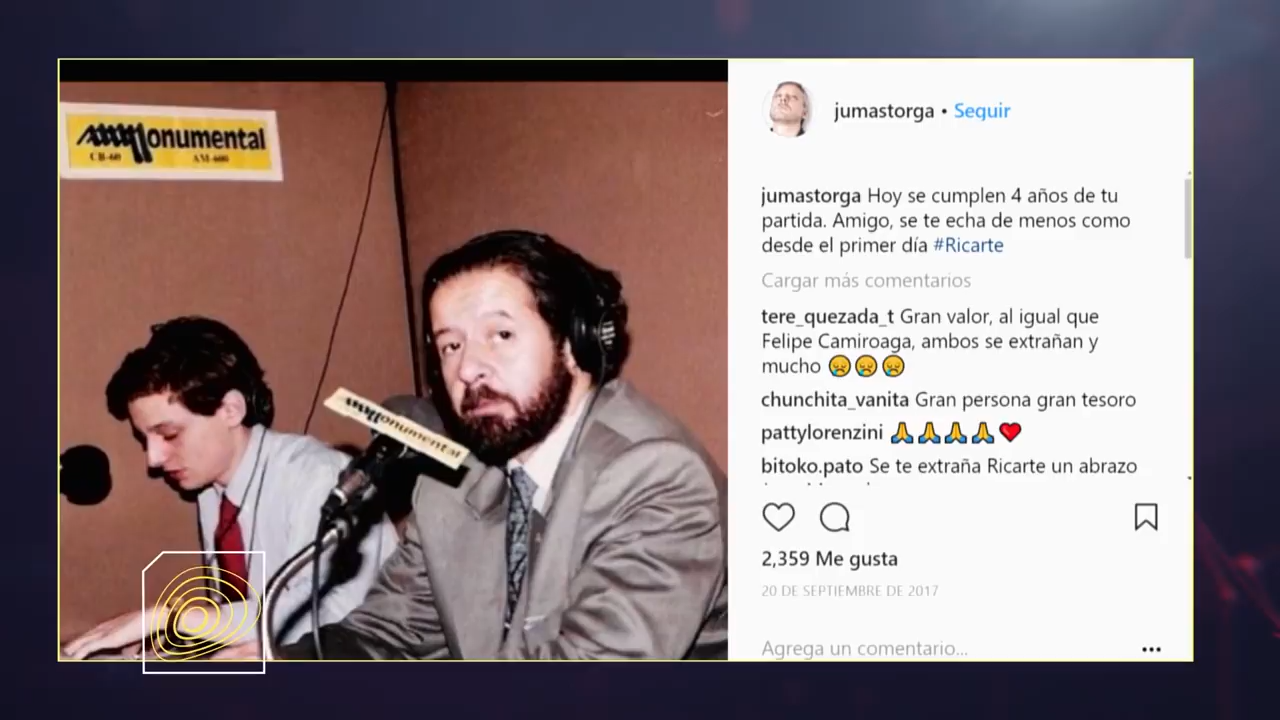 Monumental
CB-60 AM-600
Monumental
jumastorga • Seguir
jumastorga Hoy se cumplen 4 años de tu
partida. Amigo, se te echa de menos como
desde el primer día #Ricarte
Cargar más comentarios
tere_quezada_t Gran valor, al igual que
Felipe Camiroaga, ambos se extrañan y
mucho 😢😢😢
chunchita_vanita Gran persona gran tesoro
pattylorenzini 🙏🙏🙏🙏❤️
bitoko.pato Se te extraña Ricarte un abrazo
2,359 Me gusta
20 DE SEPTIEMBRE DE 2017
Agrega un comentario...